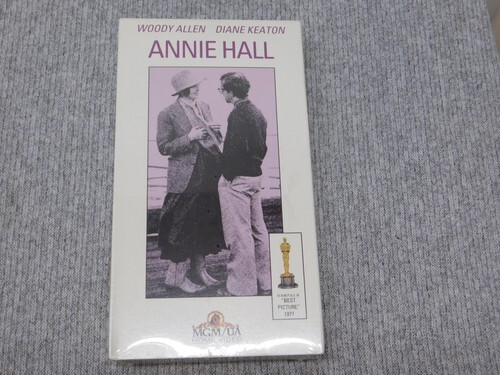 WOODY ALLEN DIANE KEATON
ANNIE HALL
"BEST
PICTURE"
1977
MGM/UA